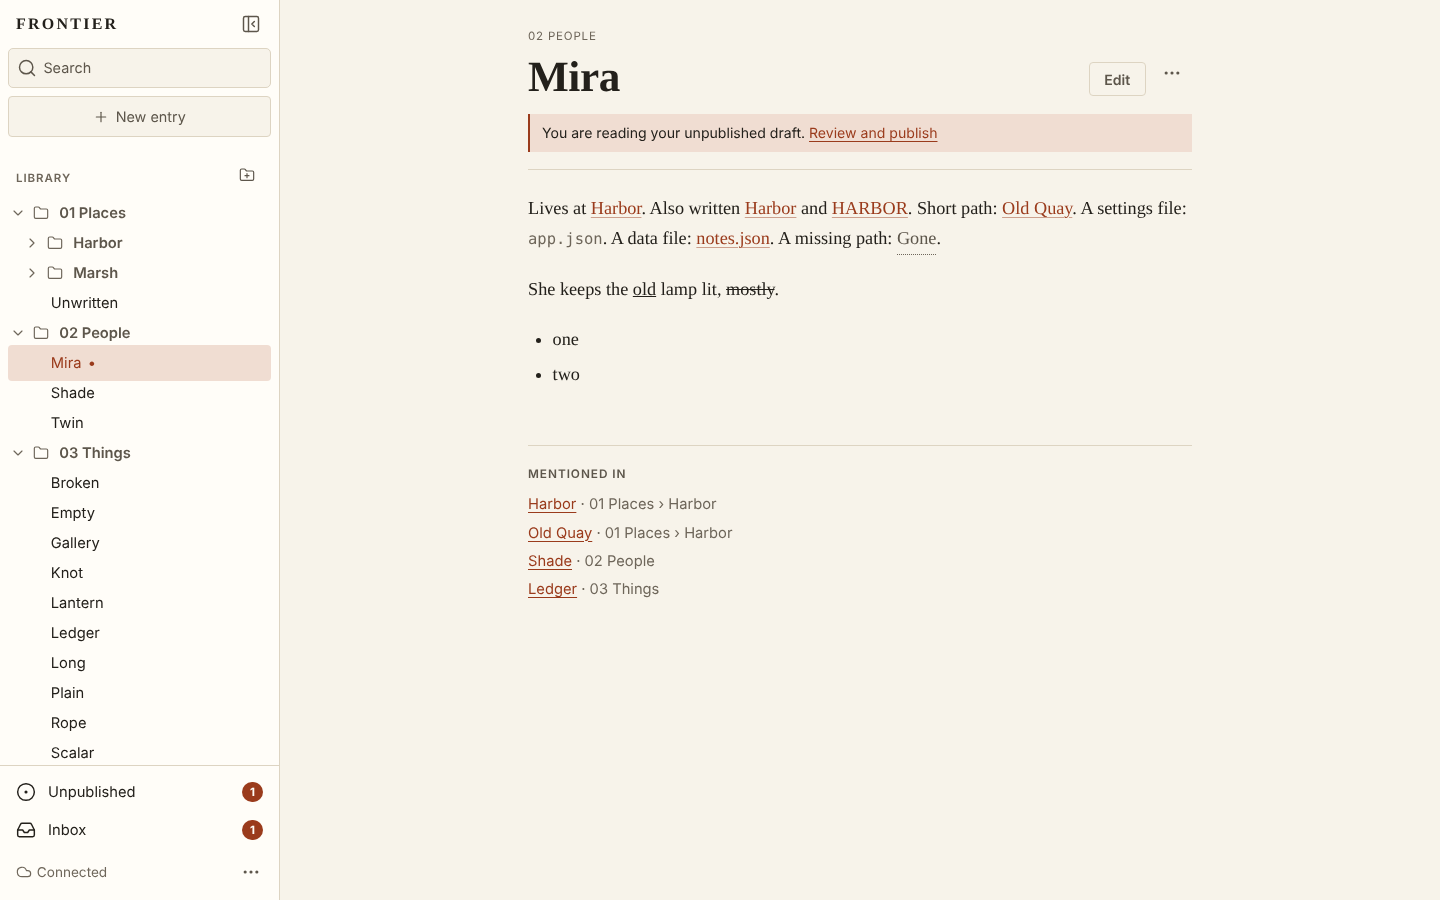 FRONTIER
Search
New entry
LIBRARY
01 Places
Harbor
Marsh
Unwritten
02 People
Mira •
Shade
Twin
03 Things
Broken
Empty
Gallery
Knot
Lantern
Ledger
Long
Plain
Rope
Scalar
Unpublished 1
Inbox 1
Connected
02 PEOPLE
Mira
Edit
You are reading your unpublished draft. Review and publish
Lives at Harbor. Also written Harbor and HARBOR. Short path: Old Quay. A settings file:
app.json. A data file: notes.json. A missing path: Gone.
She keeps the old lamp lit, mostly.
• one
• two
MENTIONED IN
Harbor · 01 Places › Harbor
Old Quay · 01 Places › Harbor
Shade · 02 People
Ledger · 03 Things